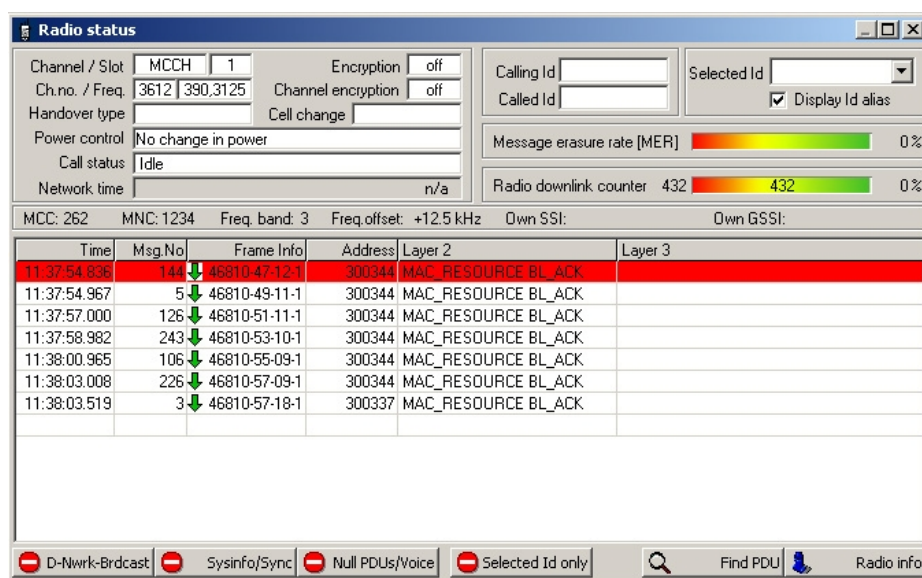 Radio status
Channel / Slot MCCH 1 Encryption off
Ch.no. / Freq. 3612 390,3125 Channel encryption off
Handover type Cell change
Power control No change in power
Call status Idle
Network time n/a
Calling Id
Called Id
Selected Id
Display Id alias
Message erasure rate [MER] 0%
Radio downlink counter 432 432 0%
MCC: 262 MNC: 1234 Freq. band: 3 Freq.offset: +12.5 kHz Own SSI: Own GSSI:
Time Msg.No Frame Info Address Layer 2 Layer 3
11:37:54.836 144 46810-47-12-1 300344 MAC_RESOURCE BL_ACK
11:37:54.967 5 46810-49-11-1 300344 MAC_RESOURCE BL_ACK
11:37:57.000 126 46810-51-11-1 300344 MAC_RESOURCE BL_ACK
11:37:58.982 243 46810-53-10-1 300344 MAC_RESOURCE BL_ACK
11:38:00.965 106 46810-55-09-1 300344 MAC_RESOURCE BL_ACK
11:38:03.008 226 46810-57-09-1 300344 MAC_RESOURCE BL_ACK
11:38:03.519 3 46810-57-18-1 300337 MAC_RESOURCE BL_ACK
D-Nwrk-Brdcast Sysinfo/Sync Null PDUs/Voice Selected Id only Find PDU Radio info